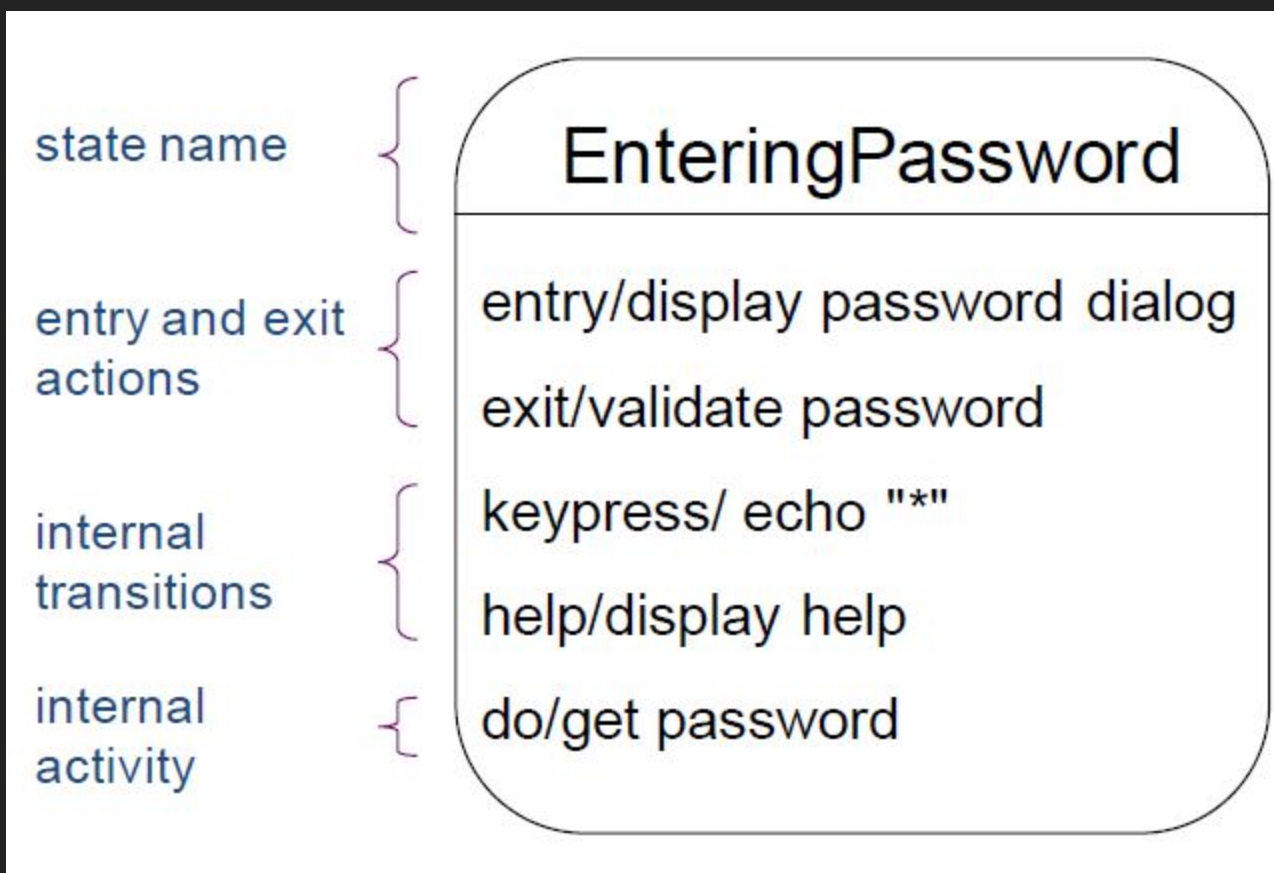 state name
EnteringPassword
entry and exit
actions
entry/display password dialog
exit/validate password
internal
transitions
keypress/ echo "*"
help/display help
internal
activity
do/get password